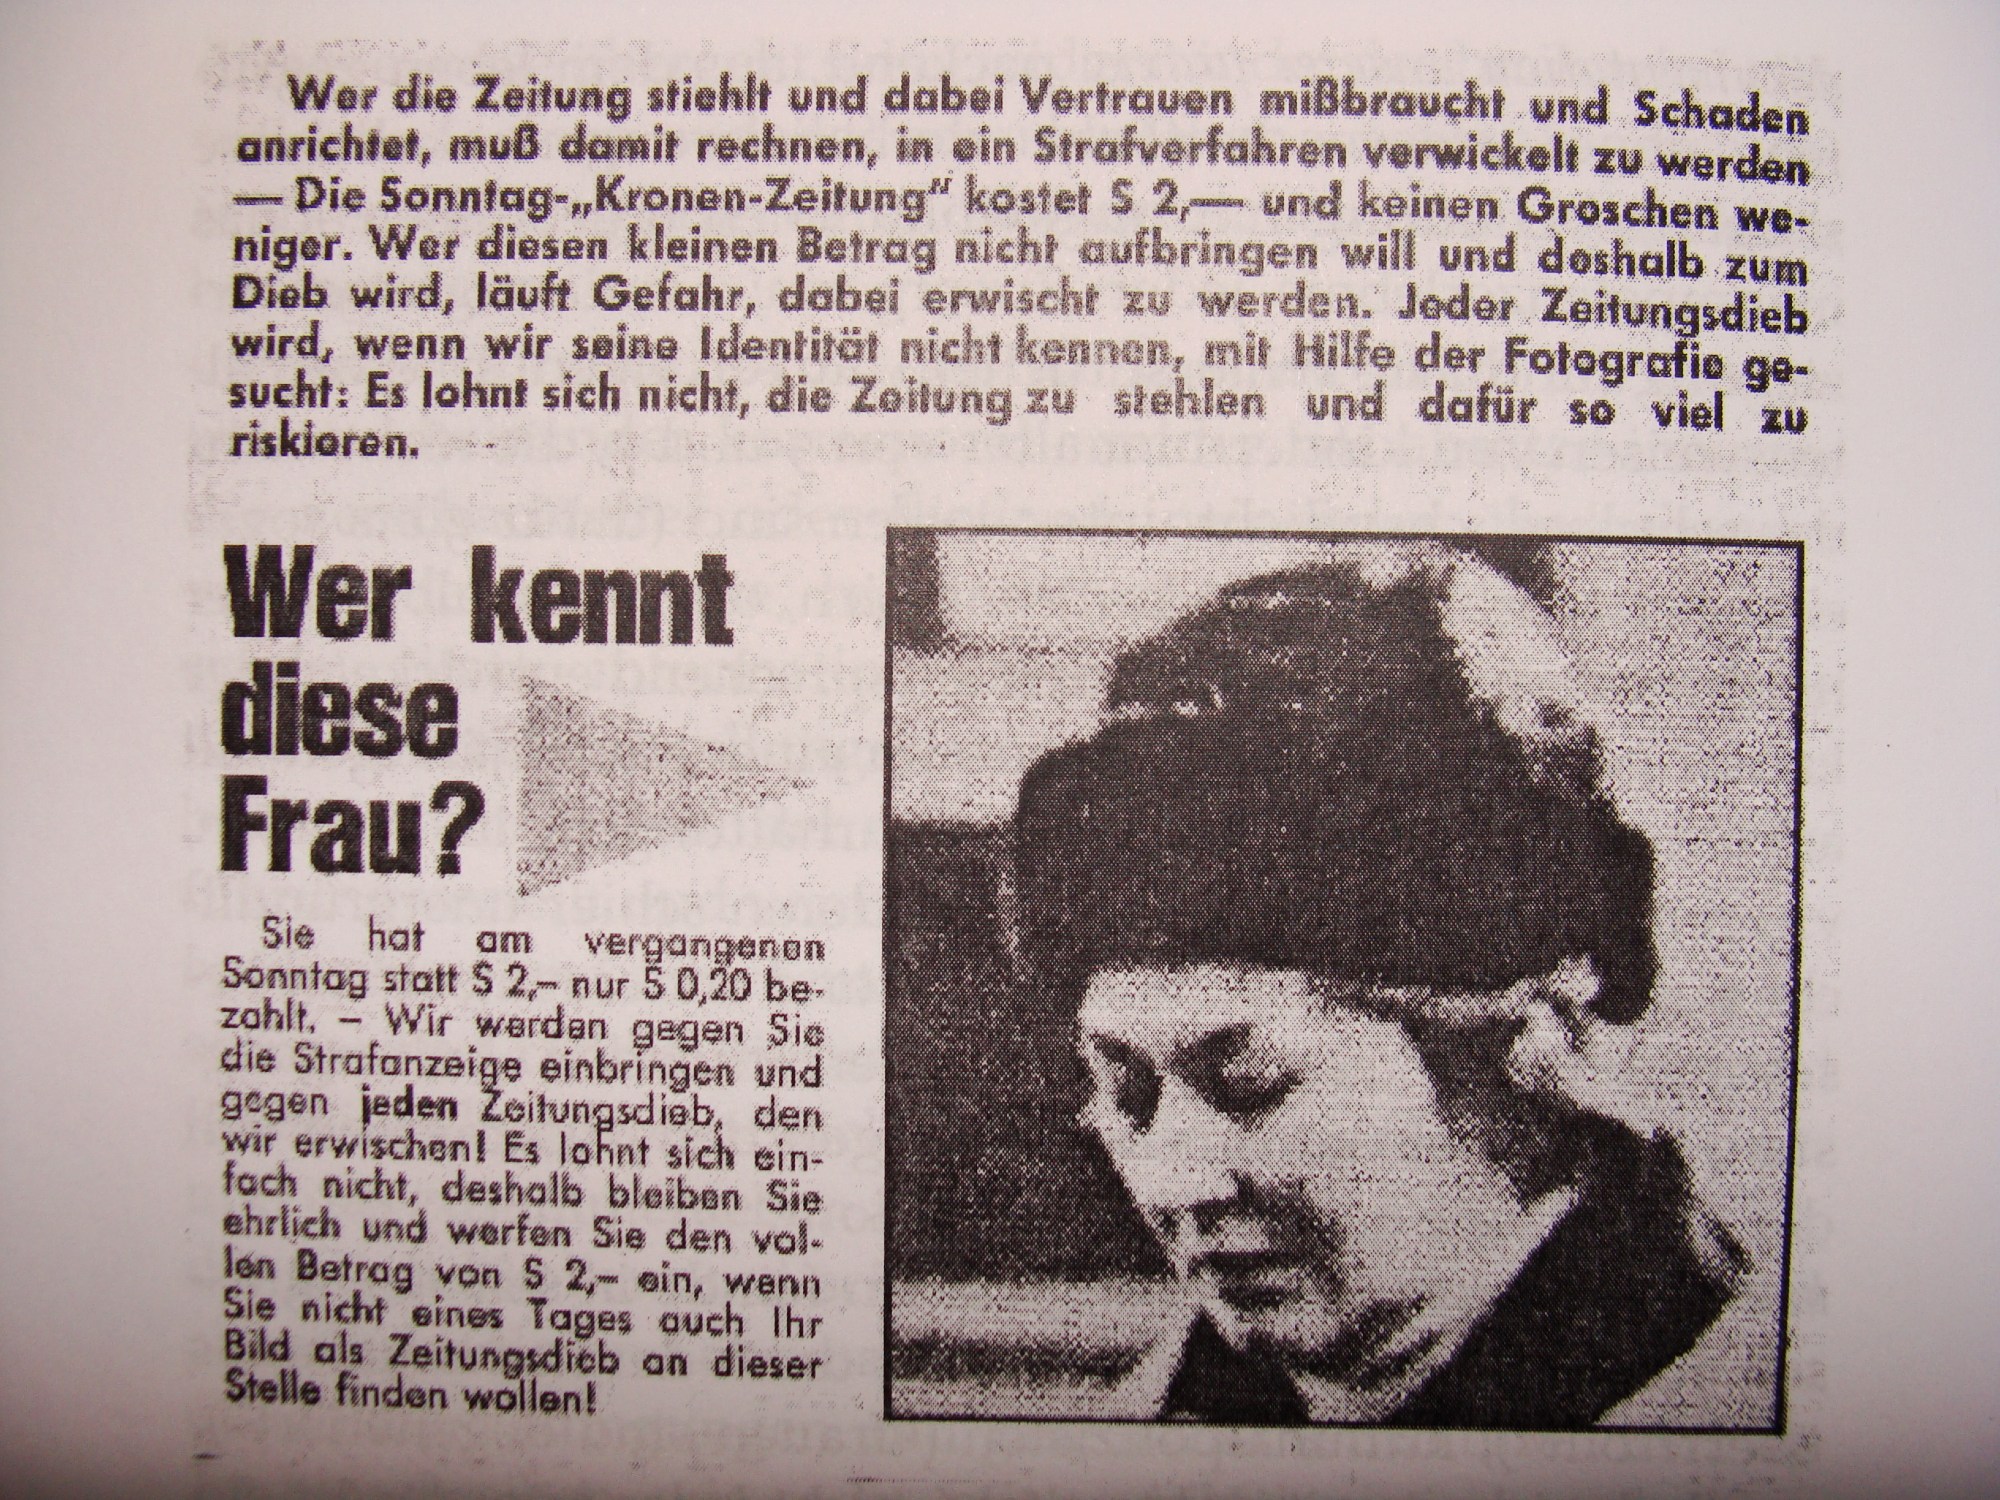 Wer die Zeitung stiehlt und dabei Vertrauen mißbraucht und Schaden
anrichtet, muß damit rechnen, in ein Strafverfahren verwickelt zu werden
— Die Sonntag-„Kronen-Zeitung" kostet S 2,— und keinen Groschen we-
niger. Wer diesen kleinen Betrag nicht aufbringen will und deshalb zum
Dieb wird, läuft Gefahr, dabei erwischt zu werden. Jeder Zeitungsdieb
wird, wenn wir seine Identität nicht kennen, mit Hilfe der Fotografie ge-
sucht: Es lohnt sich nicht, die Zeitung zu stehlen und dafür so viel zu
riskieren.
Wer kennt
diese
Frau?
Sie hat am vergangenen
Sonntag statt S 2,– nur S 0,20 be-
zahlt. – Wir werden gegen Sie
die Strafanzeige einbringen und
gegen jeden Zeitungsdieb, den
wir erwischen! Es lohnt sich ein-
fach nicht, deshalb bleiben Sie
ehrlich und werfen Sie den vol-
len Betrag von S 2,– ein, wenn
Sie nicht eines Tages auch Ihr
Bild als Zeitungsdieb an dieser
Stelle finden wollen!